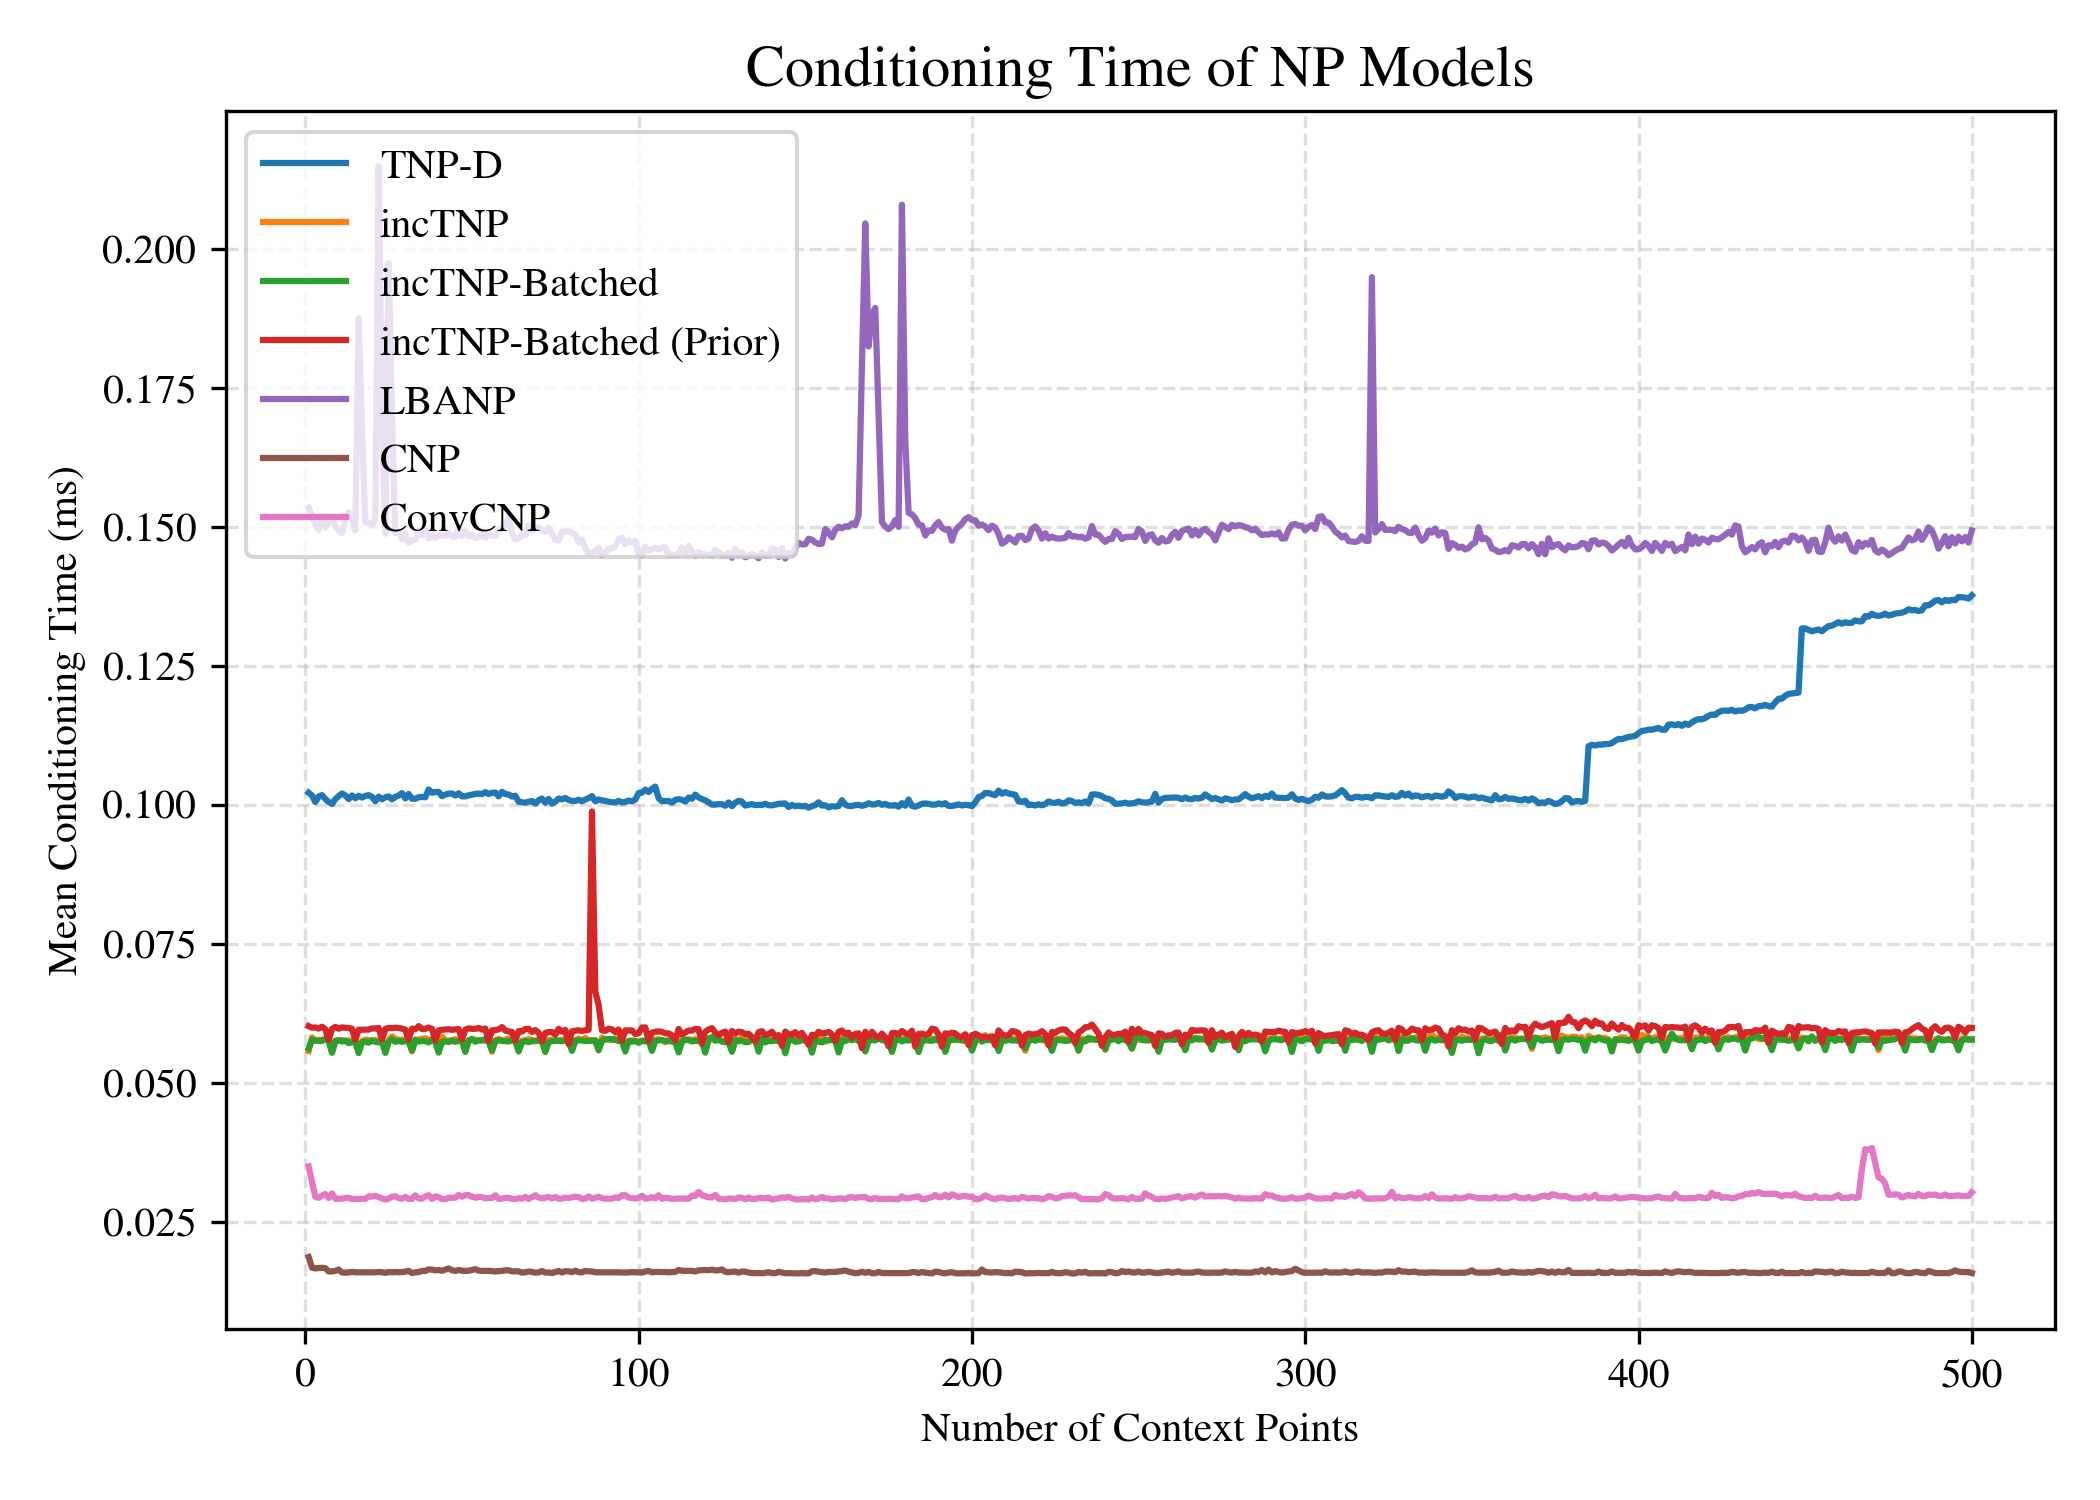 Conditioning Time of NP Models
TNP-D
incTNP
incTNP-Batched
incTNP-Batched (Prior)
LBANP
CNP
ConvCNP
Mean Conditioning Time (ms)
0.200
0.175
0.150
0.125
0.100
0.075
0.050
0.025
0 100 200 300 400 500
Number of Context Points